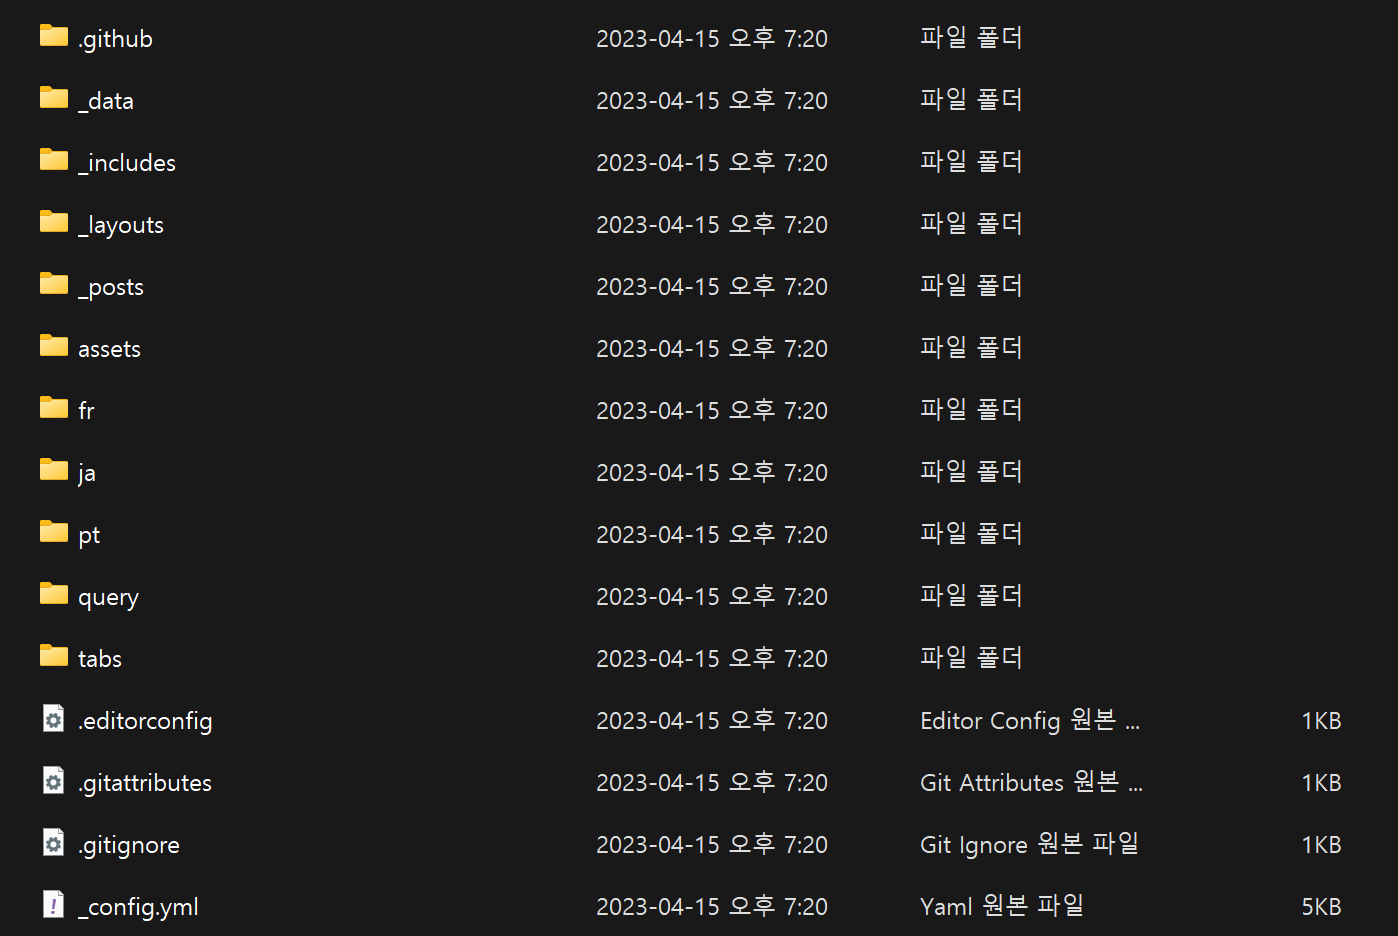 .github 2023-04-15 오후 7:20 파일 폴더
_data 2023-04-15 오후 7:20 파일 폴더
_includes 2023-04-15 오후 7:20 파일 폴더
_layouts 2023-04-15 오후 7:20 파일 폴더
_posts 2023-04-15 오후 7:20 파일 폴더
assets 2023-04-15 오후 7:20 파일 폴더
fr 2023-04-15 오후 7:20 파일 폴더
ja 2023-04-15 오후 7:20 파일 폴더
pt 2023-04-15 오후 7:20 파일 폴더
query 2023-04-15 오후 7:20 파일 폴더
tabs 2023-04-15 오후 7:20 파일 폴더
.editorconfig 2023-04-15 오후 7:20 Editor Config 원본 ... 1KB
.gitattributes 2023-04-15 오후 7:20 Git Attributes 원본 ... 1KB
.gitignore 2023-04-15 오후 7:20 Git Ignore 원본 파일 1KB
_config.yml 2023-04-15 오후 7:20 Yaml 원본 파일 5KB